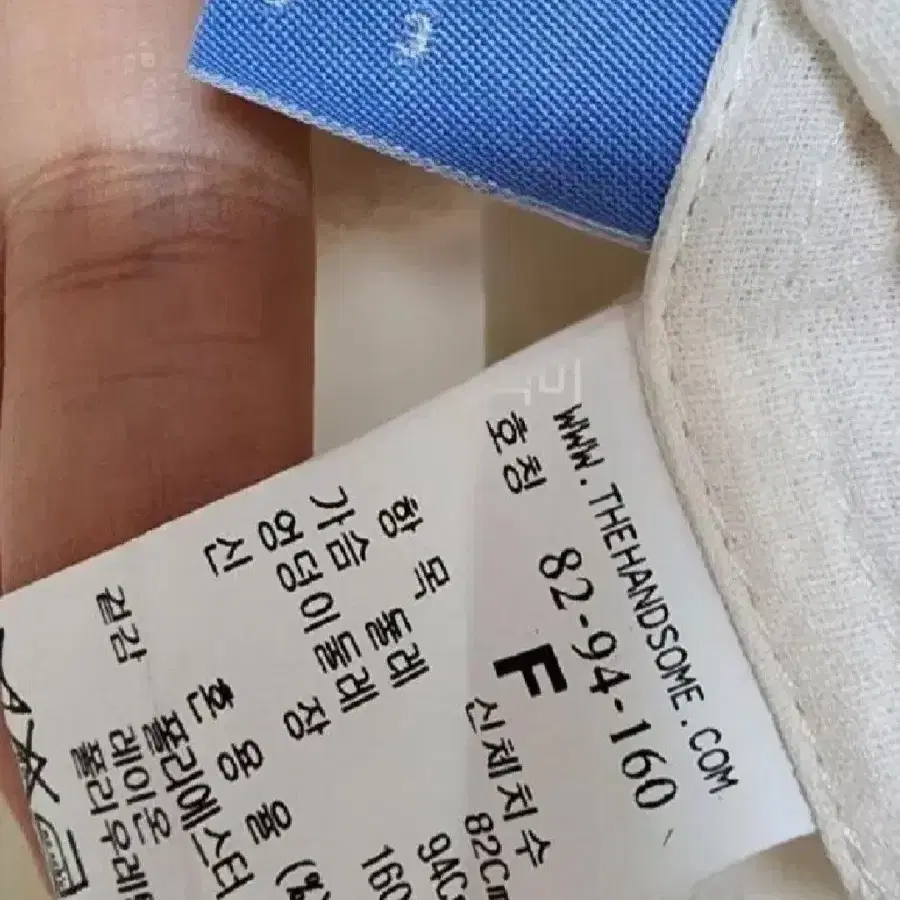 WWW.THEHANDSOME.COM
호칭 82-94-160
F
항 목 신체치수
가슴둘레 82Cm
엉덩이둘레 94C
신 장 160
혼 용 율 (%
겉감 폴리에스터
레이온
폴리우레